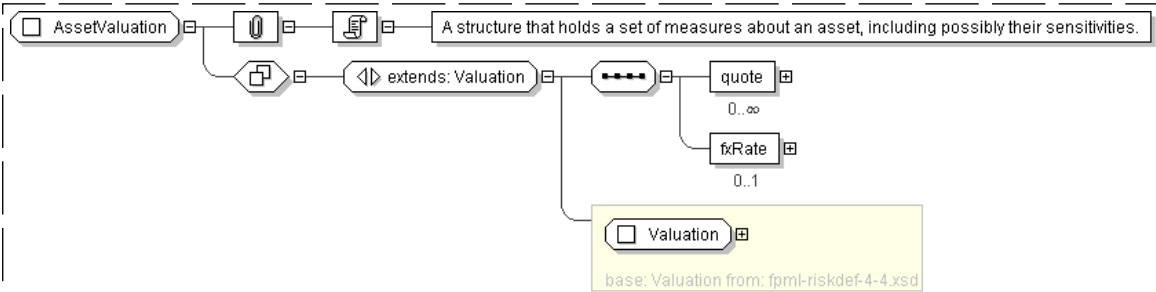 AssetValuation
A structure that holds a set of measures about an asset, including possibly their sensitivities.
extends: Valuation
quote
0..∞
fxRate
0..1
Valuation
base: Valuation from: fpml-riskdef-4-4.xsd